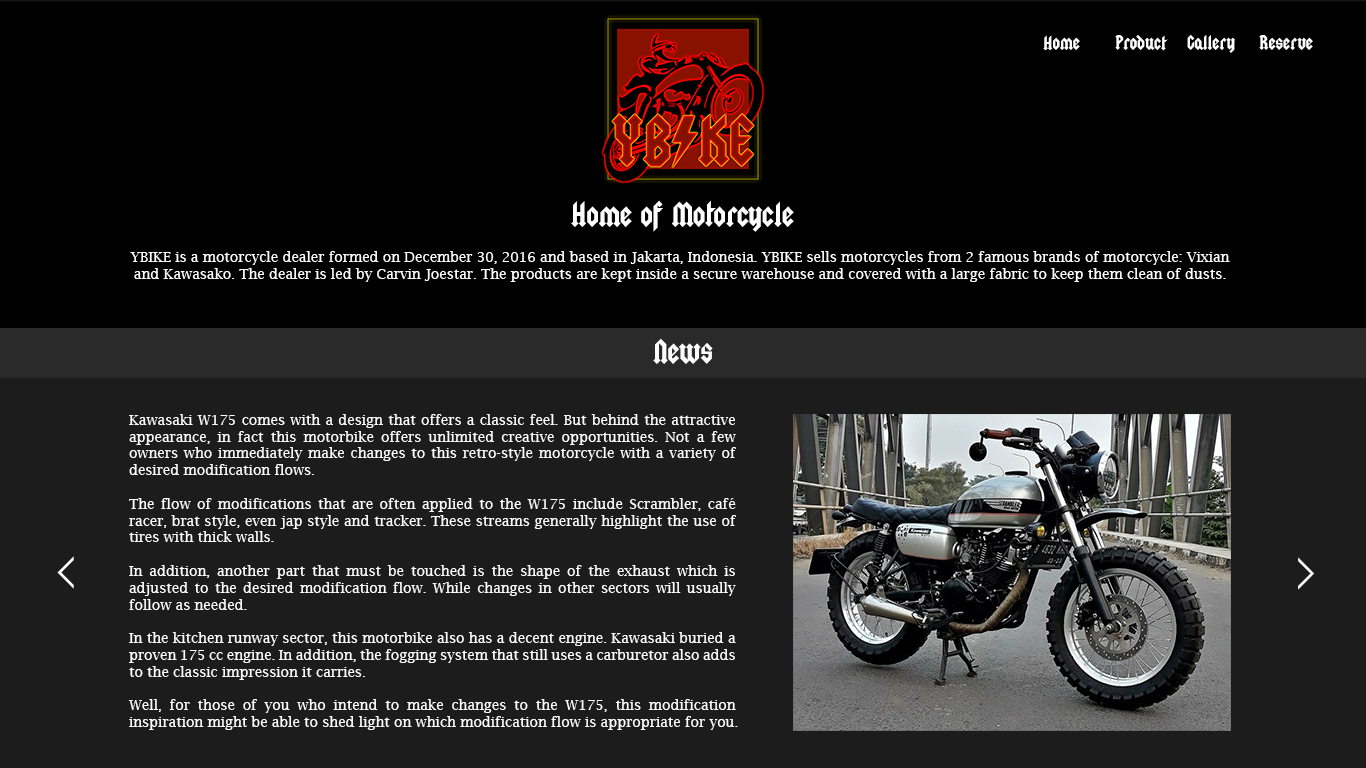 Home Product Gallery Reserve
YBIKE
Home of Motorcycle
YBIKE is a motorcycle dealer formed on December 30, 2016 and based in Jakarta, Indonesia. YBIKE sells motorcycles from 2 famous brands of motorcycle: Vixian
and Kawasako. The dealer is led by Carvin Joestar. The products are kept inside a secure warehouse and covered with a large fabric to keep them clean of dusts.
News
Kawasaki W175 comes with a design that offers a classic feel. But behind the attractive
appearance, in fact this motorbike offers unlimited creative opportunities. Not a few
owners who immediately make changes to this retro-style motorcycle with a variety of
desired modification flows.
The flow of modifications that are often applied to the W175 include Scrambler, café
racer, brat style, even jap style and tracker. These streams generally highlight the use of
tires with thick walls.
In addition, another part that must be touched is the shape of the exhaust which is
adjusted to the desired modification flow. While changes in other sectors will usually
follow as needed.
In the kitchen runway sector, this motorbike also has a decent engine. Kawasaki buried a
proven 175 cc engine. In addition, the fogging system that still uses a carburetor also adds
to the classic impression it carries.
Well, for those of you who intend to make changes to the W175, this modification
inspiration might be able to shed light on which modification flow is appropriate for you.
SCRAMBLER
Kawasaki